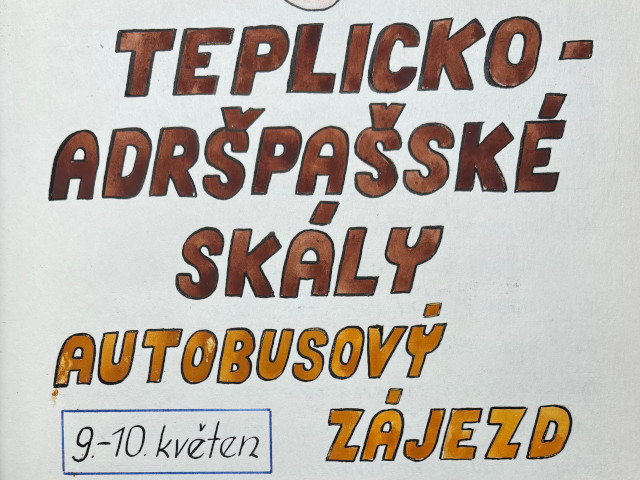 TEPLICKO-
ADRŠPAŠSKÉ
SKÁLY
AUTOBUSOVÝ
ZÁJEZD
9.-10. květen